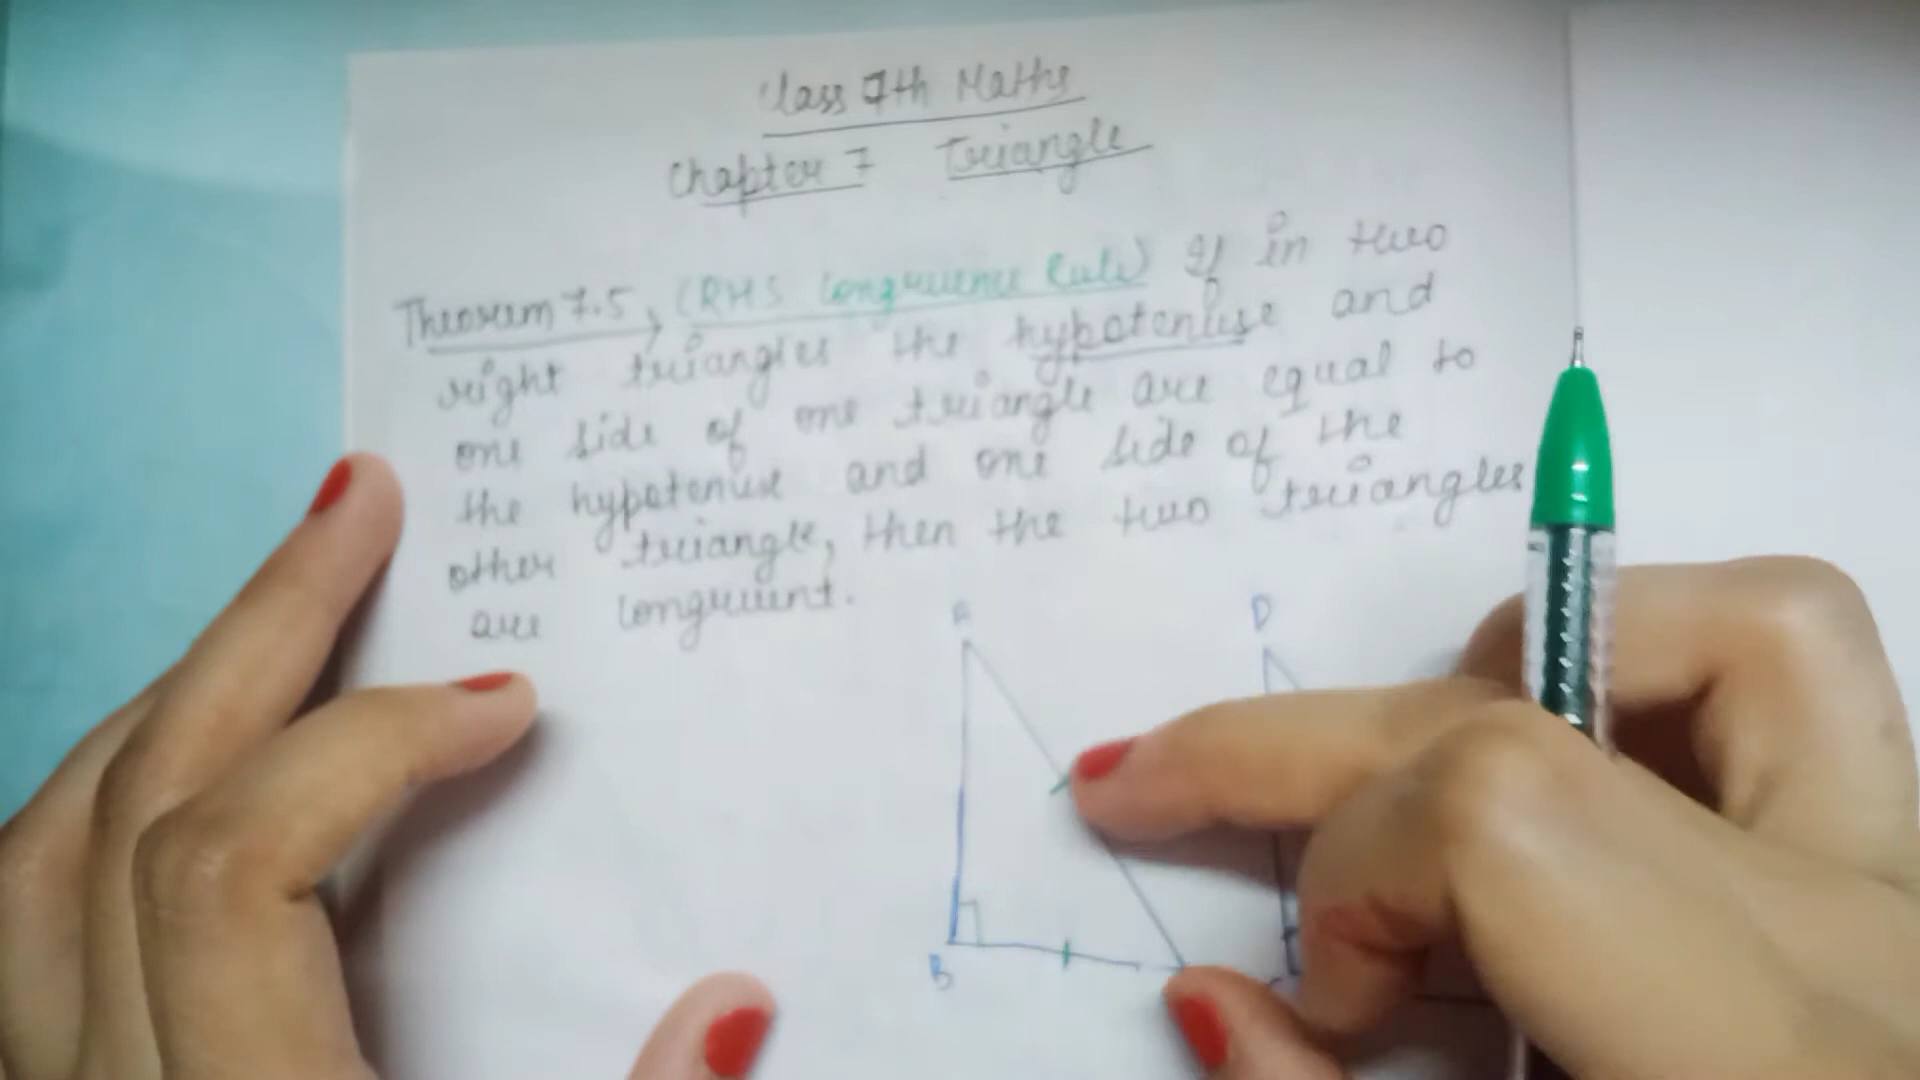 Class 9th Maths
Chapter 7 Triangle
Theorem 7.5, (RHS Congruence Rule) If in two
right triangles the hypotenuse and
one side of one triangle are equal to
the hypotenuse and one side of the
other triangle, then the two triangles
are congruent.
A D
B